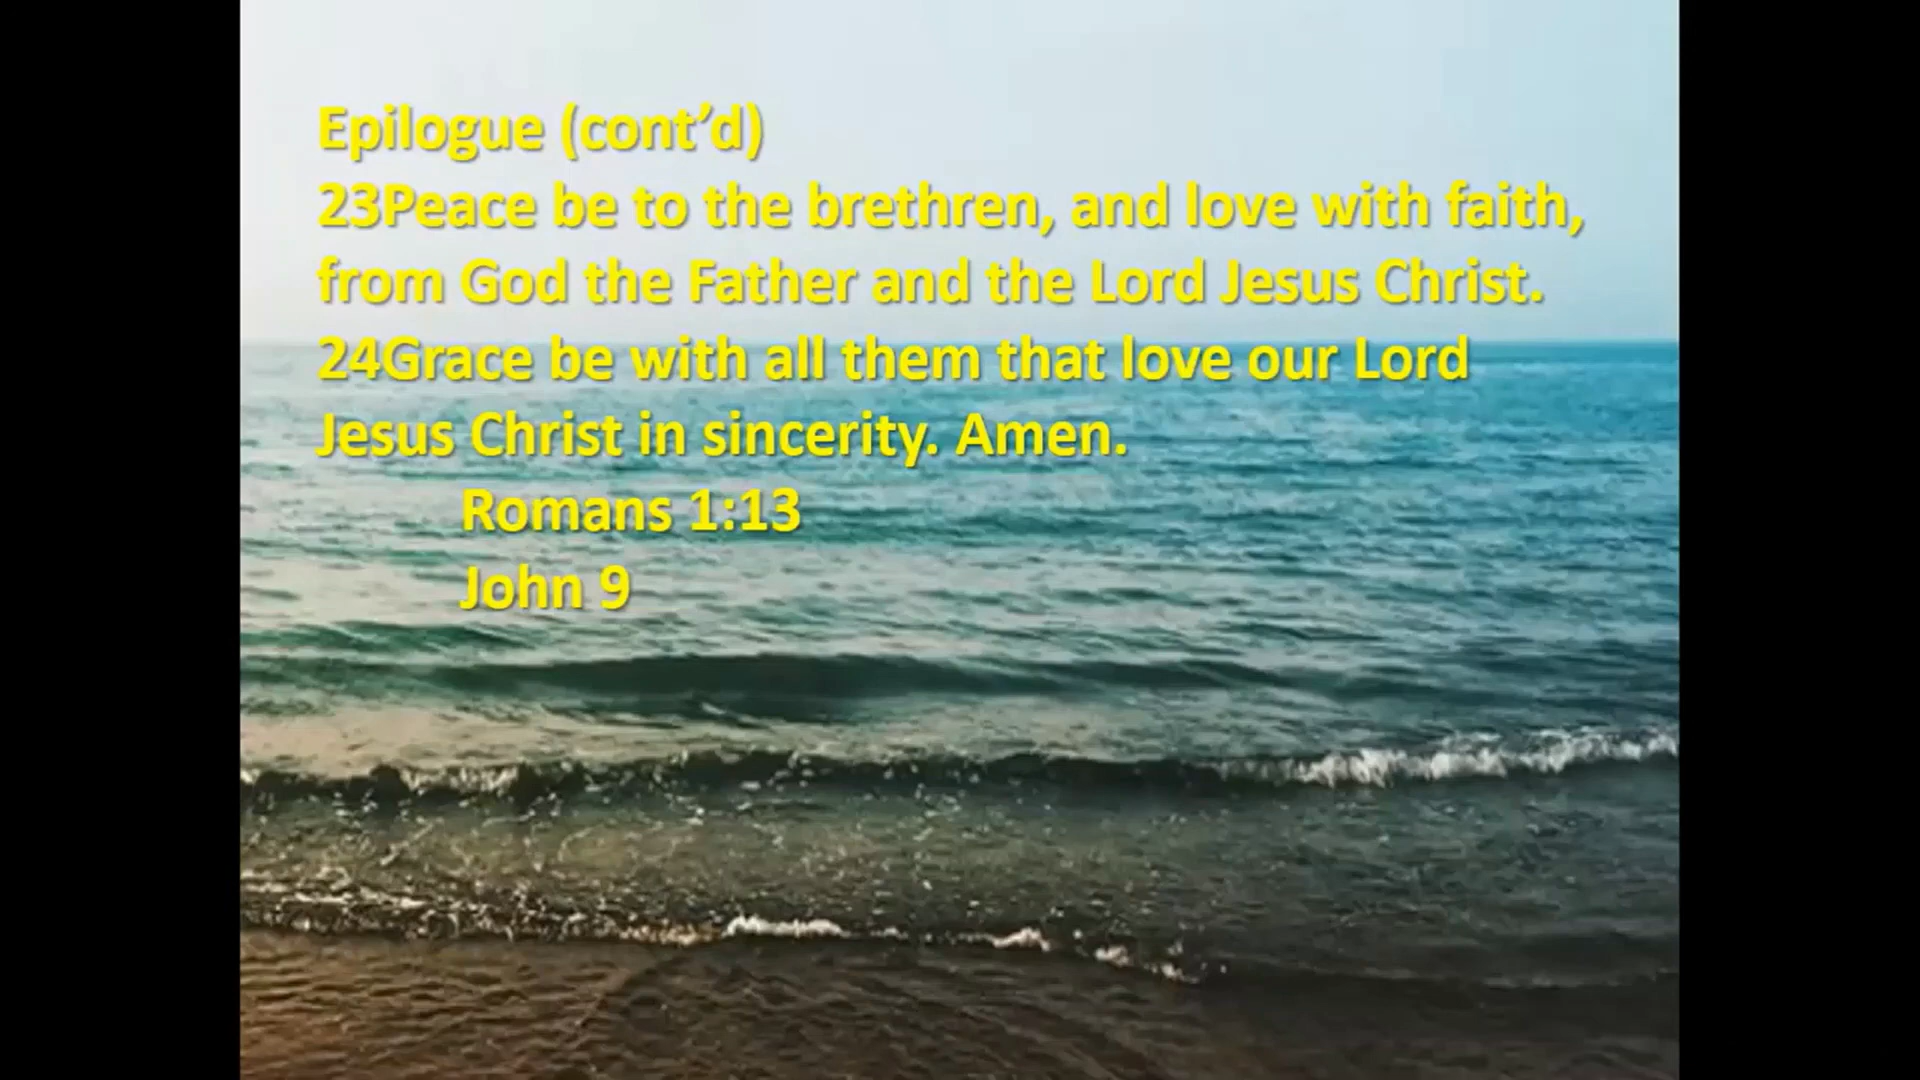 Epilogue (cont’d)
23Peace be to the brethren, and love with faith,
from God the Father and the Lord Jesus Christ.
24Grace be with all them that love our Lord
Jesus Christ in sincerity. Amen.
Romans 1:13
John 9